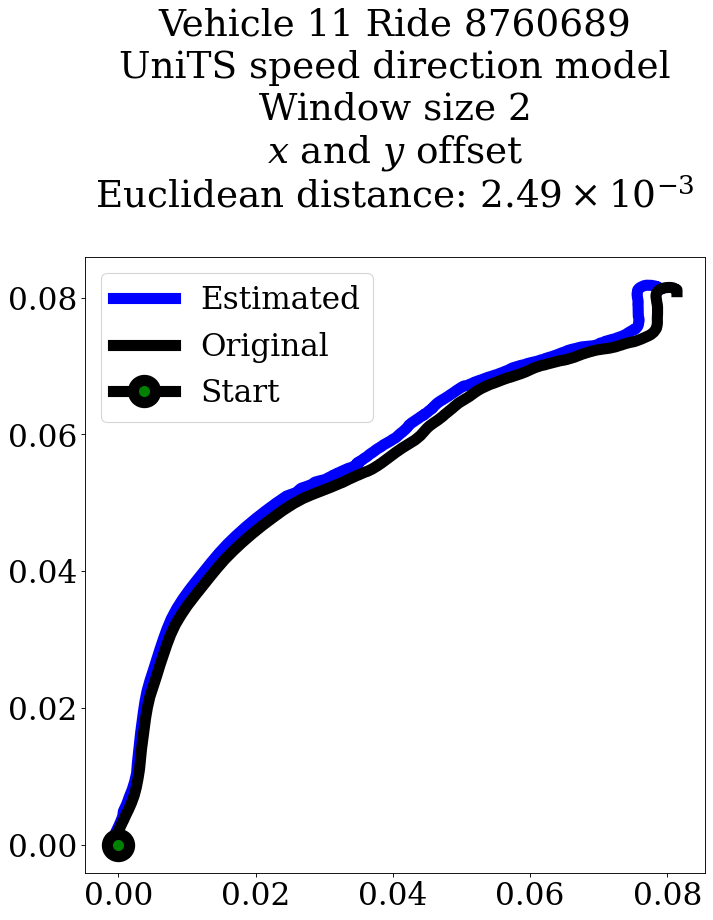 Vehicle 11 Ride 8760689
UniTS speed direction model
Window size 2
x and y offset
Euclidean distance: 2.49 × 10⁻³
Estimated
Original
Start
0.08
0.06
0.04
0.02
0.00
0.00 0.02 0.04 0.06 0.08